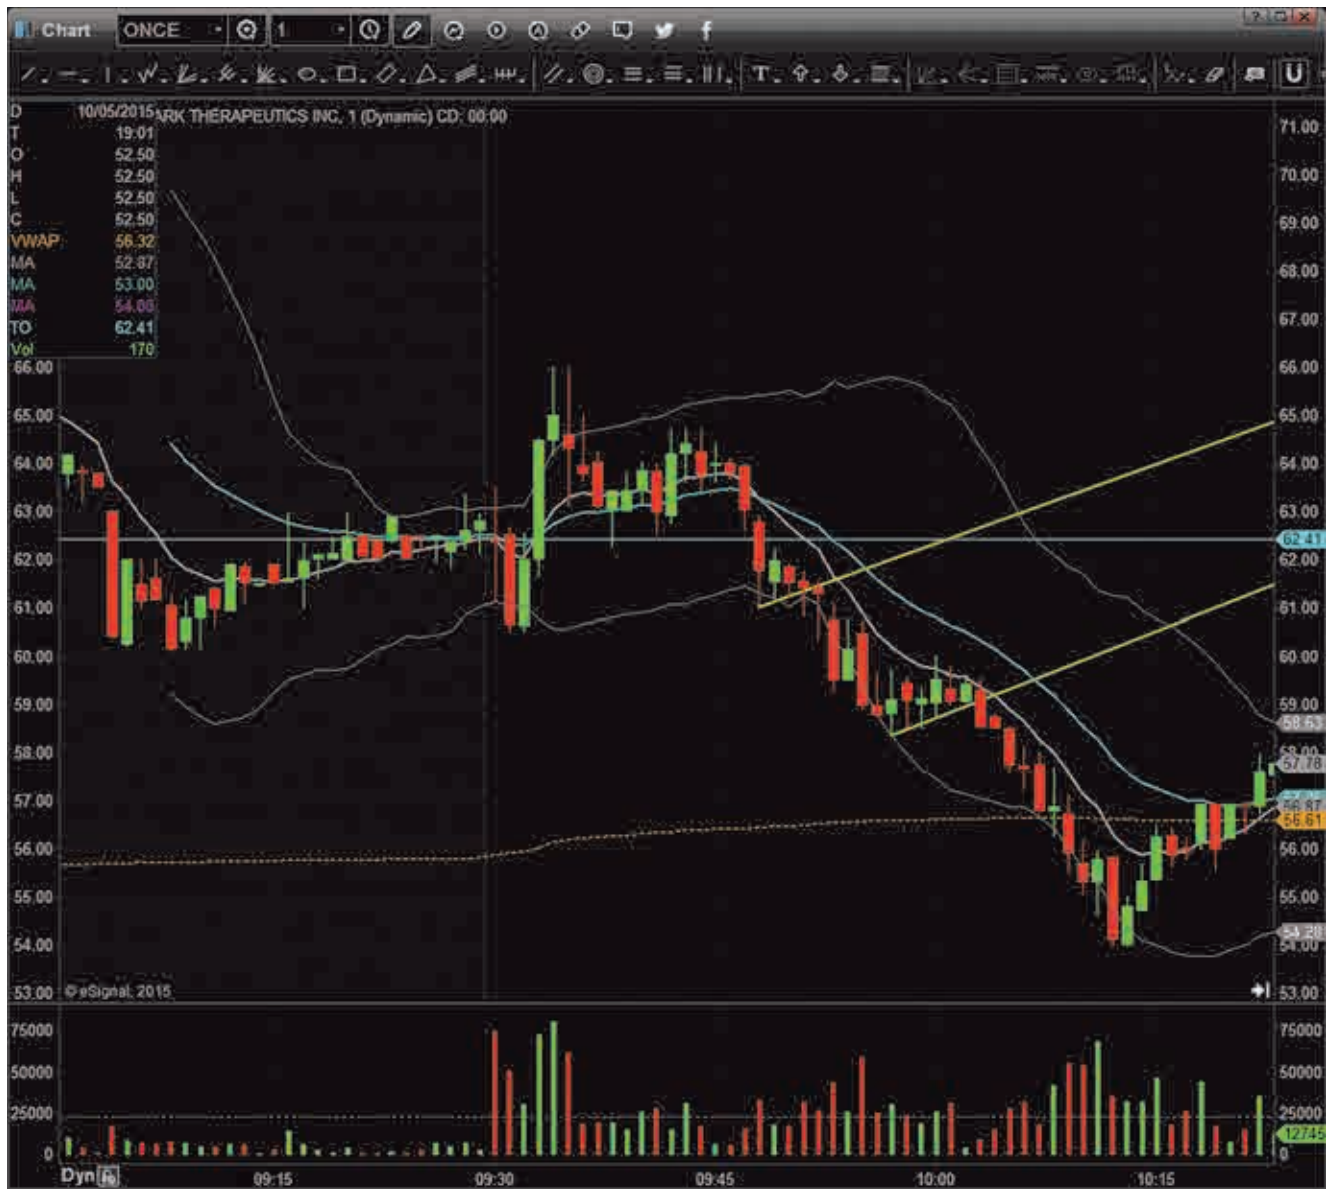 Chart ONCE 1
T
D 10/05/2015 ARK THERAPEUTICS INC, 1 (Dynamic) CD: 00:00
T 19:01
O 52.50
H 52.50
L 52.50
C 52.50
VWAP 56.32
MA 52.87
MA 53.00
MA
TO 62.41
Vol 170
71.00
70.00
69.00
68.00
67.00
66.00 66.00
65.00 65.00
64.00 64.00
63.00 63.00
62.41
62.00 62.00
61.00 61.00
60.00 60.00
59.00 59.00
58.63
58.00 58.00
57.78
57.00
56.87
56.61
56.00 56.00
55.00 55.00
54.28
54.00 54.00
53.00 © eSignal, 2015 53.00
75000 75000
50000 50000
25000 25000
12745
0 0
Dyn
09:15 09:30 09:45 10:00 10:15